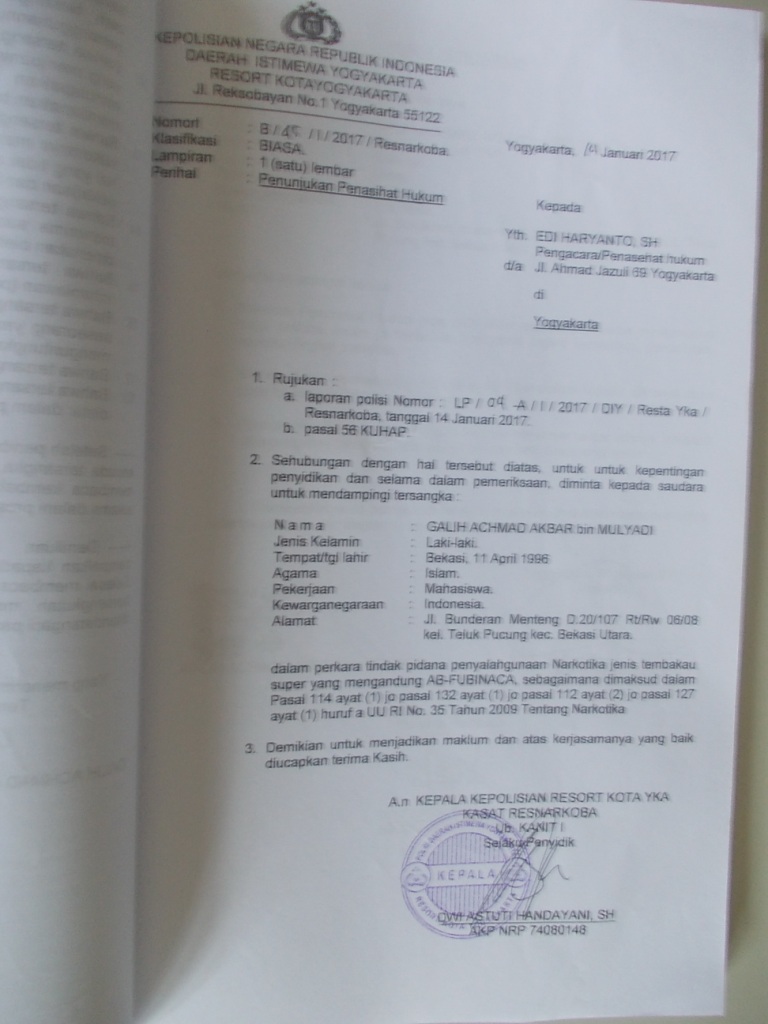 KEPOLISIAN NEGARA REPUBLIK INDONESIA
DAERAH ISTIMEWA YOGYAKARTA
RESORT KOTA YOGYAKARTA
Jl. Reksobayan No.1 Yogyakarta 55122
Nomor : B / 45 / I / 2017 / Resnarkoba.
Klasifikasi : BIASA.
Lampiran : 1 (satu) lembar
Perihal : Penunjukan Penasihat Hukum
Yogyakarta, 14 Januari 2017
Kepada
Yth. EDI HARYANTO, SH
Pengacara/Penasehat hukum
d/a Jl. Ahmad Jazuli 69 Yogyakarta
di
Yogyakarta
1. Rujukan :
a. laporan polisi Nomor : LP / 09 -A / I / 2017 / DIY / Resta Yka /
Resnarkoba, tanggal 14 Januari 2017.
b. pasal 56 KUHAP.
2. Sehubungan dengan hal tersebut diatas, untuk untuk kepentingan
penyidikan dan selama dalam pemeriksaan, diminta kepada saudara
untuk mendampingi tersangka :
N a m a : GALIH ACHMAD AKBAR bin MULYADI
Jenis Kelamin : Laki-laki.
Tempat/tgl lahir : Bekasi, 11 April 1996
Agama : Islam.
Pekerjaan : Mahasiswa.
Kewarganegaraan : Indonesia.
Alamat : Jl. Bunderan Menteng D.20/107 Rt/Rw 06/08
kel. Teluk Pucung kec. Bekasi Utara.
dalam perkara tindak pidana penyalahgunaan Narkotika jenis tembakau
super yang mengandung AB-FUBINACA, sebagaimana dimaksud dalam
Pasal 114 ayat (1) jo pasal 132 ayat (1) jo pasal 112 ayat (2) jo pasal 127
ayat (1) huruf a UU RI No. 35 Tahun 2009 Tentang Narkotika
3. Demikian untuk menjadikan maklum dan atas kerjasamanya yang baik
diucapkan terima Kasih.
A.n KEPALA KEPOLISIAN RESORT KOTA YKA
KASAT RESNARKOBA
Ub. KANIT I
Selaku Penyidik
KEPALA
DWI ASTUTI HANDAYANI, SH
AKP NRP 74080148